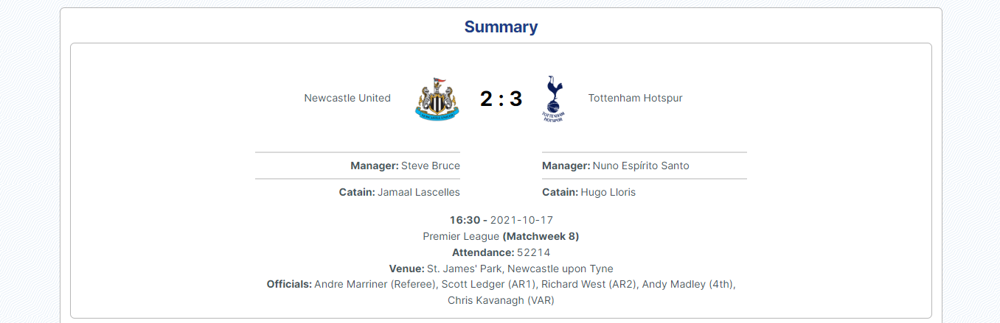 Summary
Newcastle United
2 : 3
Tottenham Hotspur
TOTTENHAM
HOTSPUR
Manager: Steve Bruce
Manager: Nuno Espírito Santo
Catain: Jamaal Lascelles
Catain: Hugo Lloris
16:30 - 2021-10-17
Premier League (Matchweek 8)
Attendance: 52214
Venue: St. James' Park, Newcastle upon Tyne
Officials: Andre Marriner (Referee), Scott Ledger (AR1), Richard West (AR2), Andy Madley (4th),
Chris Kavanagh (VAR)